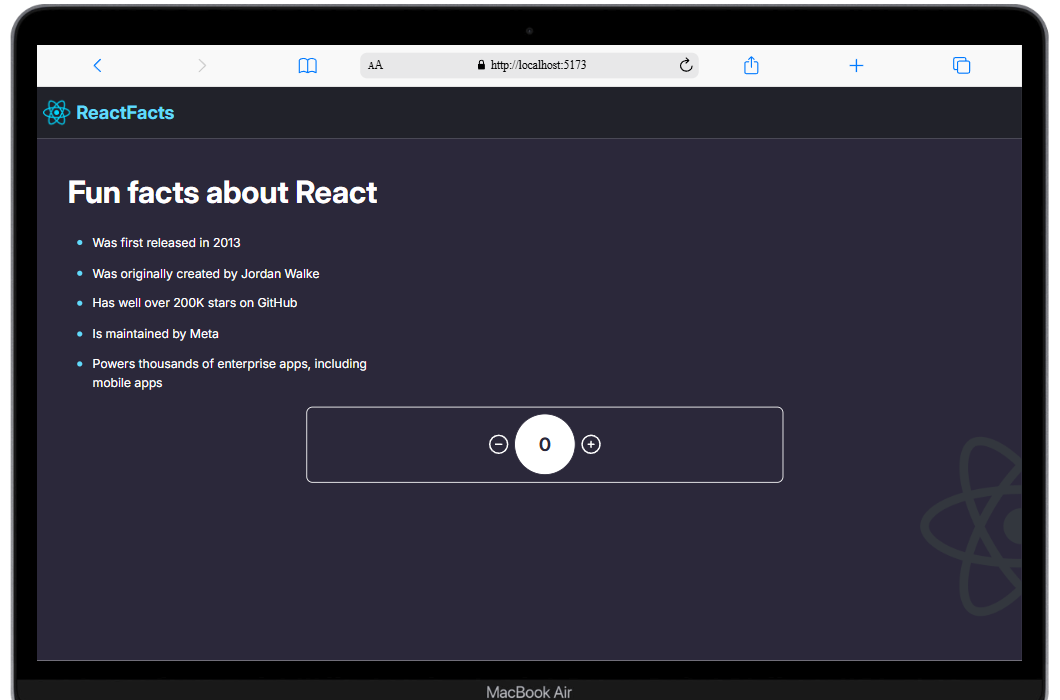 AA http://localhost:5173
ReactFacts
Fun facts about React
Was first released in 2013
Was originally created by Jordan Walke
Has well over 200K stars on GitHub
Is maintained by Meta
Powers thousands of enterprise apps, including
mobile apps
0
MacBook Air